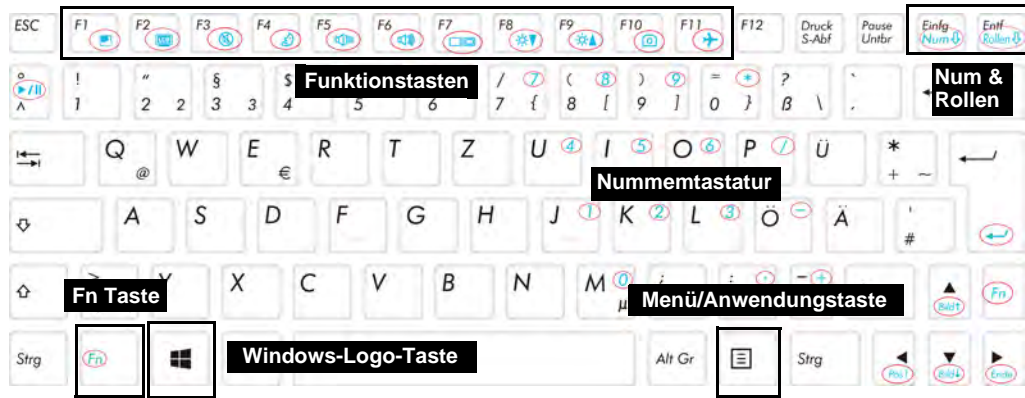 ESC F1 F2 F3 F4 F5 F6 F7 F8 F9 F10 F11 F12 Druck Pause Einfg Entf
S-Abf Untbr Num Rollen
Funktionstasten
Num &
Rollen
° ! " § $ / 7 ( 8 ) 9 = * ? `
^ 1 2 2 3 3 4 5 6 7 { 8 [ 9 ] 0 } ß \
Q W E R T Z U 4 I 5 O 6 P / Ü *
@ € + ~
Nummemtastatur
A S D F G H J 1 K 2 L 3 Ö - Ä '
#
Y X C V B N M 0 ; : . - +
µ
Fn Taste
Menü/Anwendungstaste
Bild↑ Fn
Strg Fn
Windows-Logo-Taste
Alt Gr Strg
Pos1 Bild↓ Ende